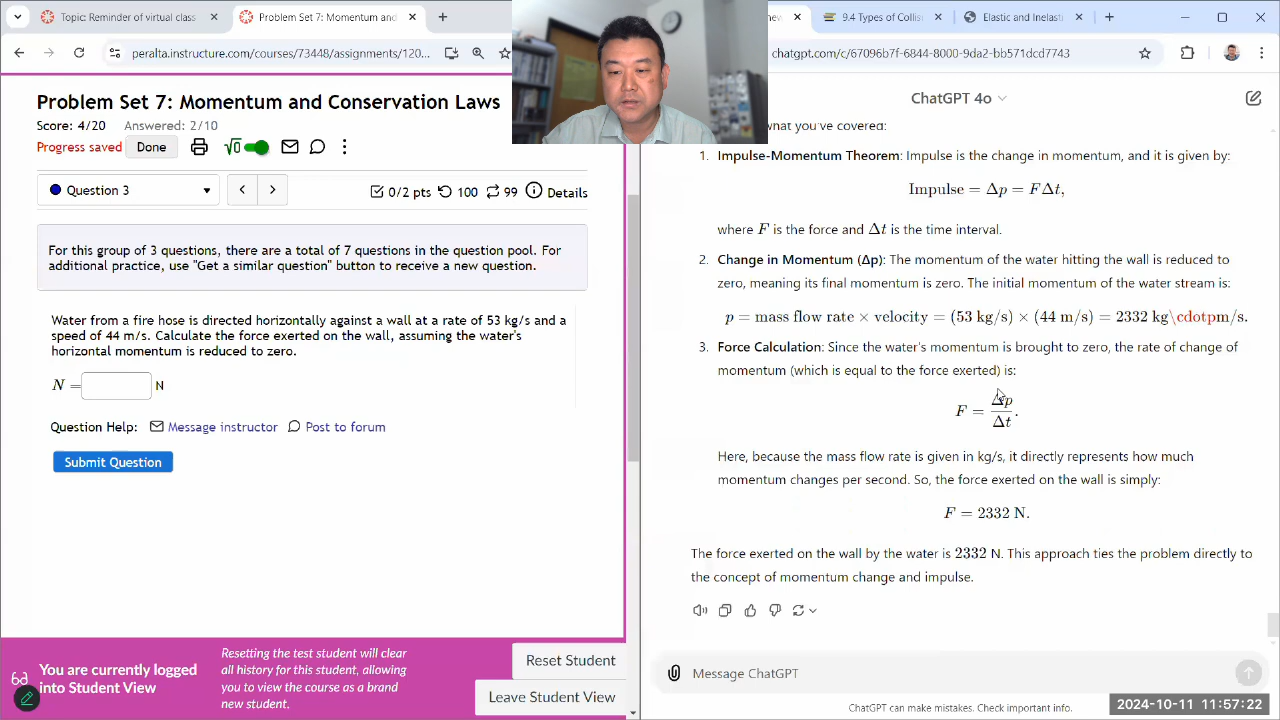 Topic: Reminder of virtual class
Problem Set 7: Momentum and
9.4 Types of Collis
Elastic and Inelast
peralta.instructure.com/courses/73448/assignments/120...
chatgpt.com/c/67096b7f-6844-8000-9da2-bb571dcd7745
Problem Set 7: Momentum and Conservation Laws
Score: 4/20 Answered: 2/10
Progress saved Done √0
Question 3
0/2 pts 100 99 Details
For this group of 3 questions, there are a total of 7 questions in the question pool. For
additional practice, use "Get a similar question" button to receive a new question.
Water from a fire hose is directed horizontally against a wall at a rate of 53 kg/s and a
speed of 44 m/s. Calculate the force exerted on the wall, assuming the water's
horizontal momentum is reduced to zero.
N = N
Question Help: Message instructor Post to forum
Submit Question
You are currently logged
into Student View
Resetting the test student will clear
all history for this student, allowing
you to view the course as a brand
new student.
Reset Student
Leave Student View
ChatGPT 4o
what you've covered:
1. Impulse-Momentum Theorem: Impulse is the change in momentum, and it is given by:
Impulse = Δp = F Δt,
where F is the force and Δt is the time interval.
2. Change in Momentum (Δp): The momentum of the water hitting the wall is reduced to
zero, meaning its final momentum is zero. The initial momentum of the water stream is:
p = mass flow rate × velocity = (53 kg/s) × (44 m/s) = 2332 kg\cdotpm/s.
3. Force Calculation: Since the water's momentum is brought to zero, the rate of change of
momentum (which is equal to the force exerted) is:
F = Δp/Δt.
Here, because the mass flow rate is given in kg/s, it directly represents how much
momentum changes per second. So, the force exerted on the wall is simply:
F = 2332 N.
The force exerted on the wall by the water is 2332 N. This approach ties the problem directly to
the concept of momentum change and impulse.
Message ChatGPT
ChatGPT can make mistakes. Check important info.
2024-10-11 11:57:22